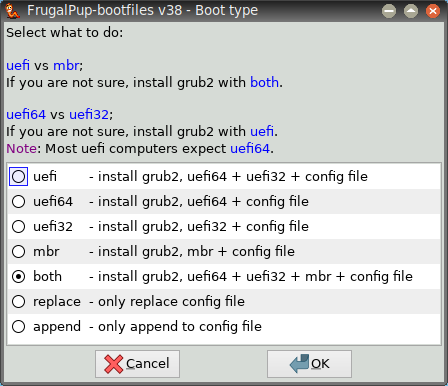 FrugalPup-bootfiles v38 - Boot type
Select what to do:
uefi vs mbr;
If you are not sure, install grub2 with both.
uefi64 vs uefi32;
If you are not sure, install grub2 with uefi.
Note: Most uefi computers expect uefi64.
uefi - install grub2, uefi64 + uefi32 + config file
uefi64 - install grub2, uefi64 + config file
uefi32 - install grub2, uefi32 + config file
mbr - install grub2, mbr + config file
both - install grub2, uefi64 + uefi32 + mbr + config file
replace - only replace config file
append - only append to config file
Cancel OK